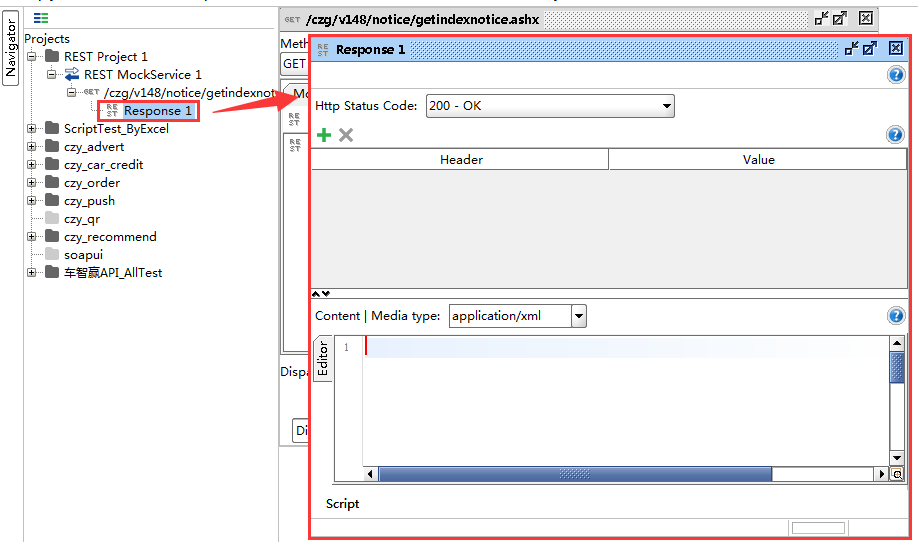 Navigator
Projects
REST Project 1
REST MockService 1
GET /czg/v148/notice/getindexnot
REST Response 1
ScriptTest_ByExcel
czy_advert
czy_car_credit
czy_order
czy_push
czy_qr
czy_recommend
soapui
车智赢API_AllTest
GET /czg/v148/notice/getindexnotice.ashx
Meth
GET
Mo
REST
REST
Dispa
Di
REST Response 1
Http Status Code: 200 - OK
Header Value
Content | Media type: application/xml
Editor
1
Script